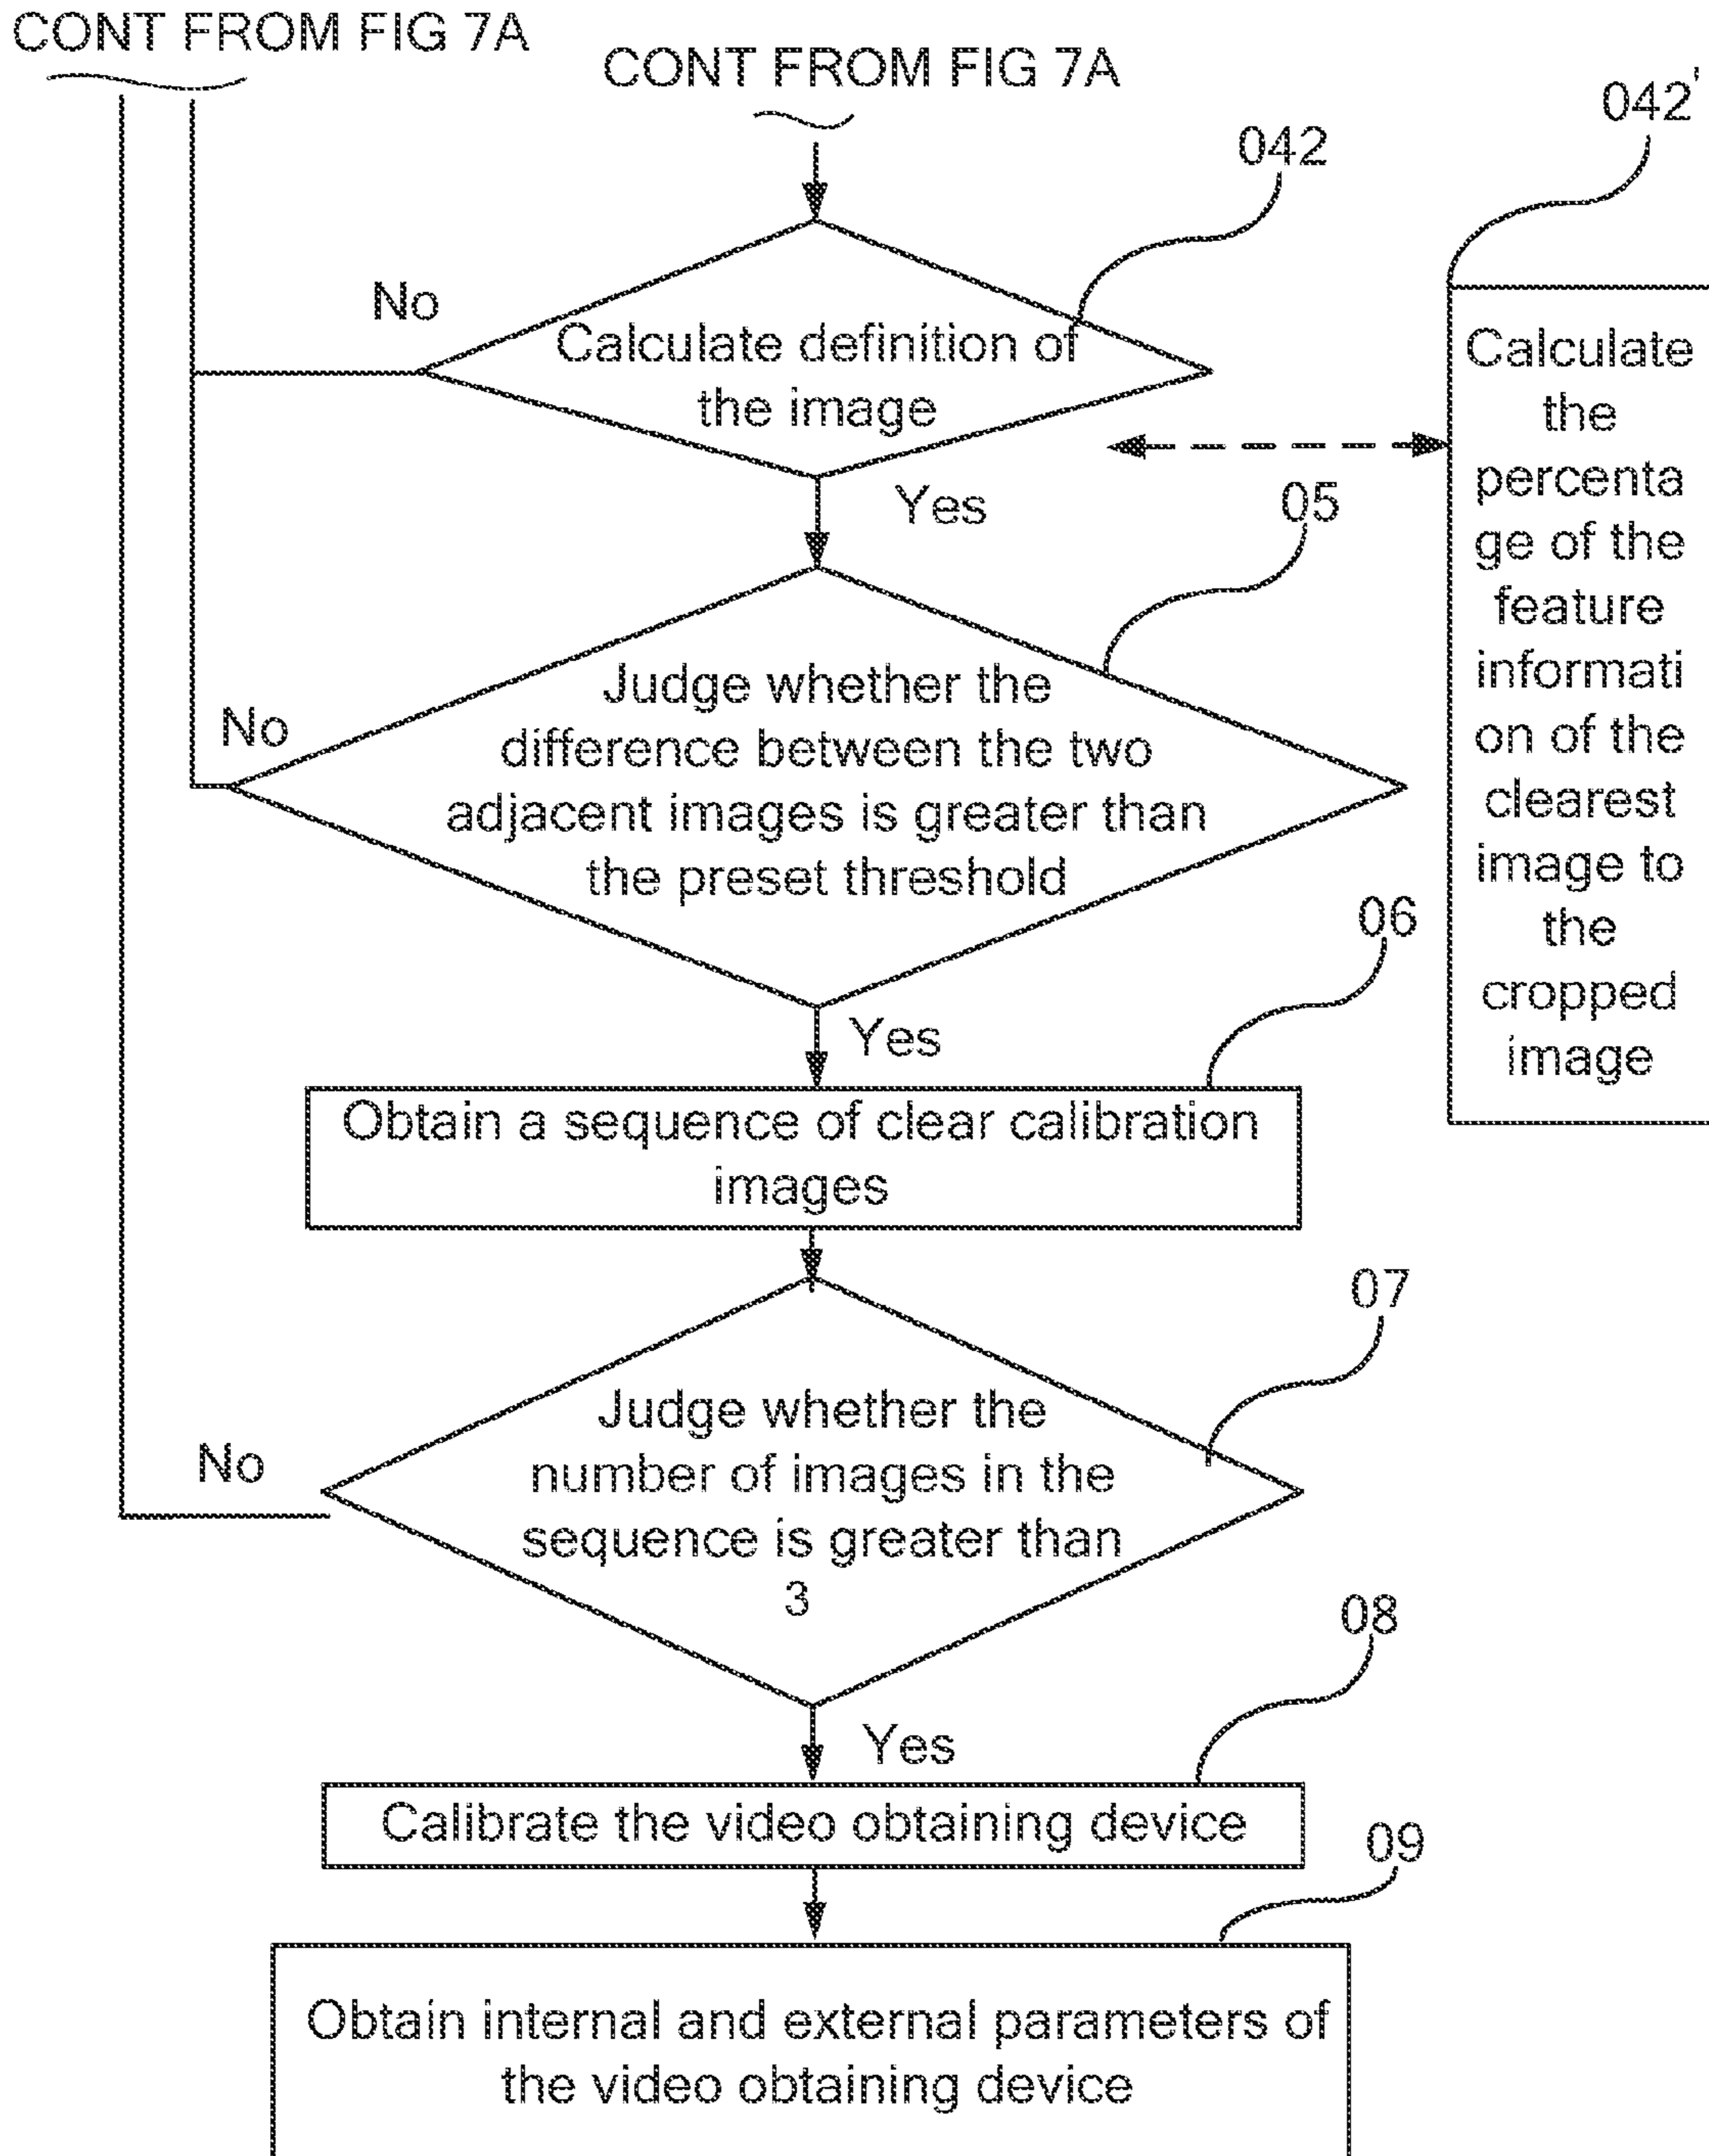 CONT FROM FIG 7A
CONT FROM FIG 7A
042
042'
No
Calculate definition of
the image
Yes
Calculate
the
percenta
ge of the
feature
informati
on of the
clearest
image to
the
cropped
image
05
No
Judge whether the
difference between the two
adjacent images is greater than
the preset threshold
06
Yes
Obtain a sequence of clear calibration
images
07
No
Judge whether the
number of images in the
sequence is greater than
3
08
Yes
Calibrate the video obtaining device
09
Obtain internal and external parameters of
the video obtaining device